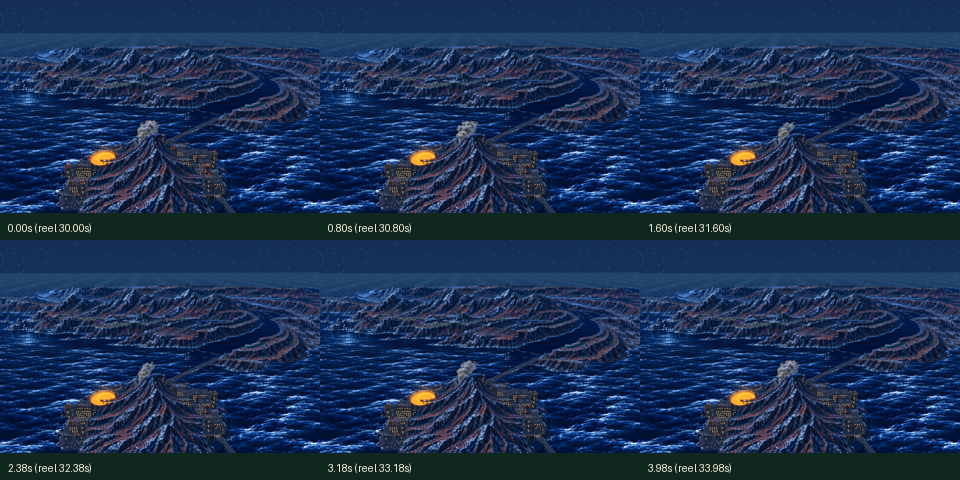 0.00s (reel 30.00s)
0.80s (reel 30.80s)
1.60s (reel 31.60s)
2.38s (reel 32.38s)
3.18s (reel 33.18s)
3.98s (reel 33.98s)